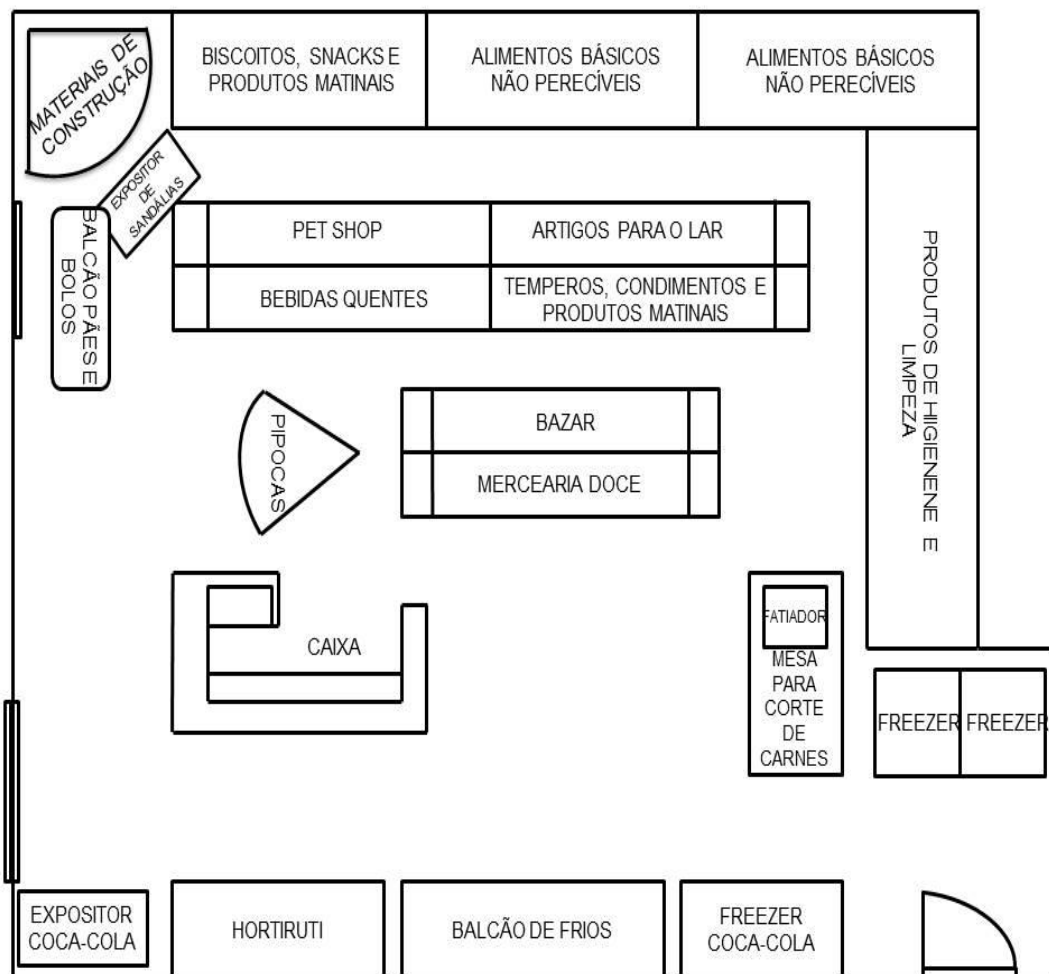 BISCOITOS, SNACKS E
PRODUTOS MATINAIS
ALIMENTOS BÁSICOS
NÃO PERECÍVEIS
ALIMENTOS BÁSICOS
NÃO PERECÍVEIS
MATERIAIS DE
CONSTRUÇÃO
EXPOSITOR
DE
SANDÁLIAS
BALCÃO PÃES E
BOLOS
PET SHOP
ARTIGOS PARA O LAR
BEBIDAS QUENTES
TEMPEROS, CONDIMENTOS E
PRODUTOS MATINAIS
PRODUTOS DE HIIGIENENE E
LIMPEZA
PIPOCAS
BAZAR
MERCEARIA DOCE
CAIXA
FATIADOR
MESA
PARA
CORTE
DE
CARNES
FREEZER
FREEZER
EXPOSITOR
COCA-COLA
HORTIRUTI
BALCÃO DE FRIOS
FREEZER
COCA-COLA